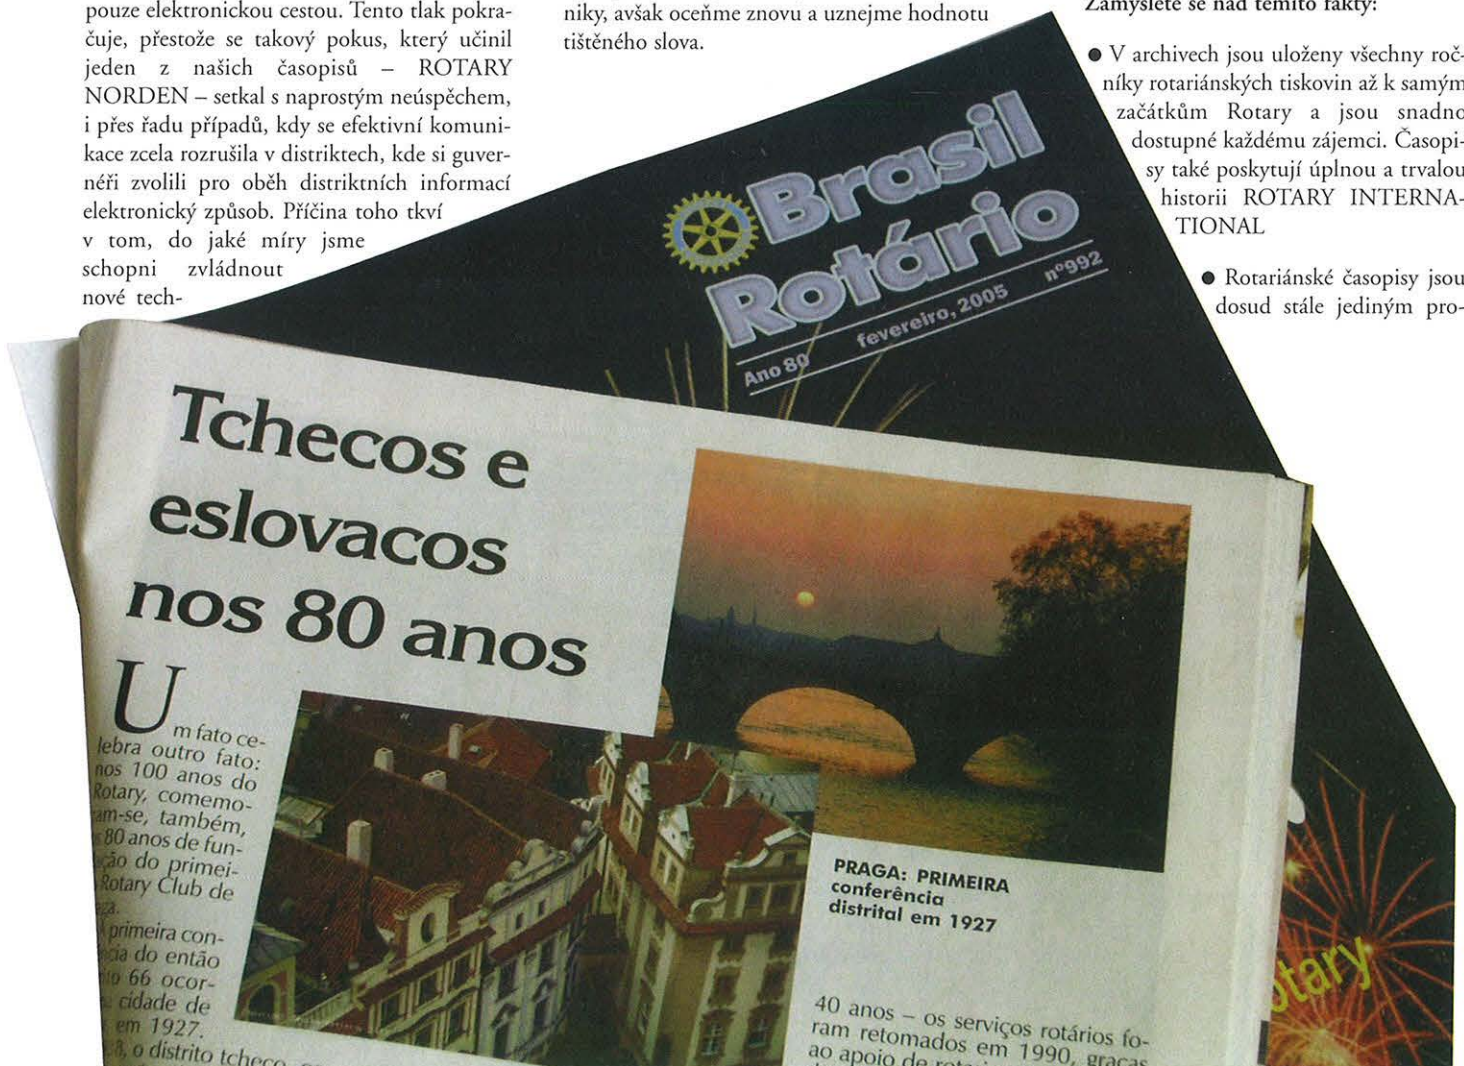 pouze elektronickou cestou. Tento tlak pokra-
čuje, přestože se takový pokus, který učinil
jeden z našich časopisů – ROTARY
NORDEN – setkal s naprostým neúspěchem,
i přes řadu případů, kdy se efektivní komuni-
kace zcela rozrušila v distriktech, kde si guver-
néři zvolili pro oběh distriktních informací
elektronický způsob. Příčina toho tkví
v tom, do jaké míry jsme
schopni zvládnout
nové tech-
niky, avšak oceňme znovu a uznejme hodnotu
tištěného slova.
Zamyslete se nad těmito fakty:
● V archivech jsou uloženy všechny roč-
níky rotariánských tiskovin až k samým
začátkům Rotary a jsou snadno
dostupné každému zájemci. Časopi-
sy také poskytují úplnou a trvalou
historii ROTARY INTERNA-
TIONAL
● Rotariánské časopisy jsou
dosud stále jediným pro-
Brasil
Rotário
Ano 80 fevereiro, 2005 nº992
Tchecos e
eslovacos
nos 80 anos
Um fato ce-
lebra outro fato:
nos 100 anos do
Rotary, comemo-
ram-se, também,
80 anos de fun-
ção do primei-
Rotary Club de
primeira con-
do então
66 ocor-
cidade de
em 1927.
o distrito tcheco
PRAGA: PRIMEIRA
conferência
distrital em 1927
40 anos – os serviços rotários fo-
ram retomados em 1990, graças
ao apoio de
otary